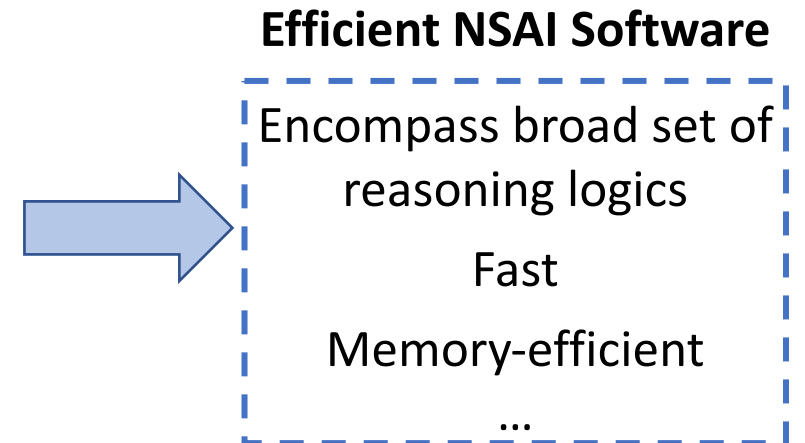 Efficient NSAI Software
Encompass broad set of
reasoning logics
Fast
Memory-efficient
...